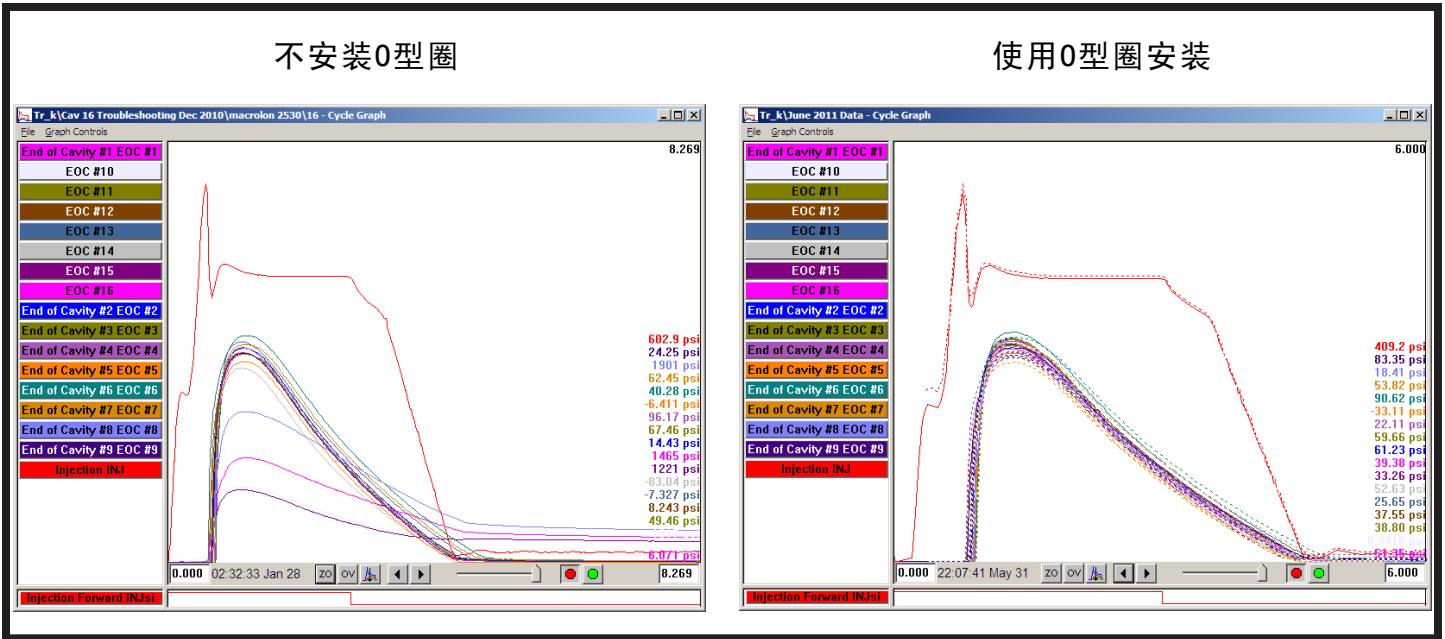 不安装0型圈
使用0型圈安装
Tr_k\Cav 16 Troubleshooting Dec 2010\macrolon 2530\16 - Cycle Graph
File Graph Controls
End of Cavity #1 EOC #1
EOC #10
EOC #11
EOC #12
EOC #13
EOC #14
EOC #15
EOC #16
End of Cavity #2 EOC #2
End of Cavity #3 EOC #3
End of Cavity #4 EOC #4
End of Cavity #5 EOC #5
End of Cavity #6 EOC #6
End of Cavity #7 EOC #7
End of Cavity #8 EOC #8
End of Cavity #9 EOC #9
Injection INJ
8.269
602.9 psi
24.25 psi
1901 psi
62.45 psi
40.28 psi
-6.411 psi
96.17 psi
67.46 psi
14.43 psi
1465 psi
1221 psi
-83.04 psi
-7.327 psi
8.243 psi
49.46 psi
6.071 psi
0.000 02:32:33 Jan 28 ZO OV 8.269
Injection Forward INJsi
Tr_k\June 2011 Data - Cycle Graph
File Graph Controls
End of Cavity #1 EOC #1
EOC #10
EOC #11
EOC #12
EOC #13
EOC #14
EOC #15
EOC #16
End of Cavity #2 EOC #2
End of Cavity #3 EOC #3
End of Cavity #4 EOC #4
End of Cavity #5 EOC #5
End of Cavity #6 EOC #6
End of Cavity #7 EOC #7
End of Cavity #8 EOC #8
End of Cavity #9 EOC #9
Injection INJ
6.000
409.2 psi
83.35 psi
18.41 psi
53.82 psi
90.62 psi
-33.11 psi
22.11 psi
59.66 psi
61.23 psi
39.38 psi
33.26 psi
52.63 psi
25.65 psi
37.55 psi
38.80 psi
0.9416 psi
0.000 22:07:41 May 31 ZO OV 6.000
Injection Forward INJsi